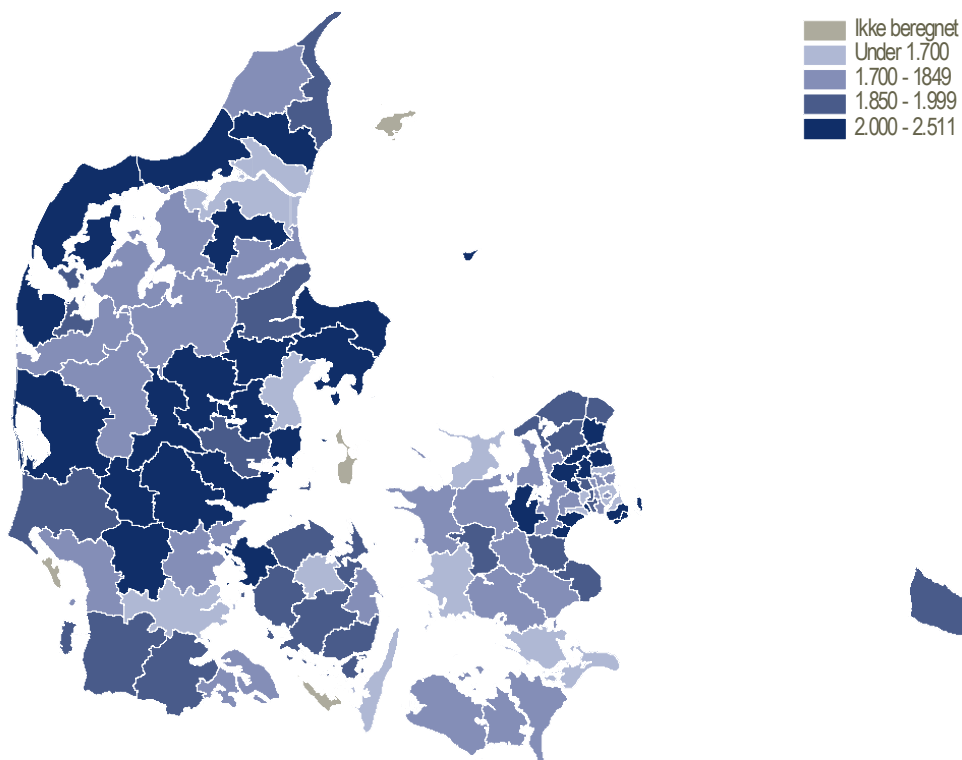 Ikke beregnet
Under 1.700
1.700 - 1849
1.850 - 1.999
2.000 - 2.511